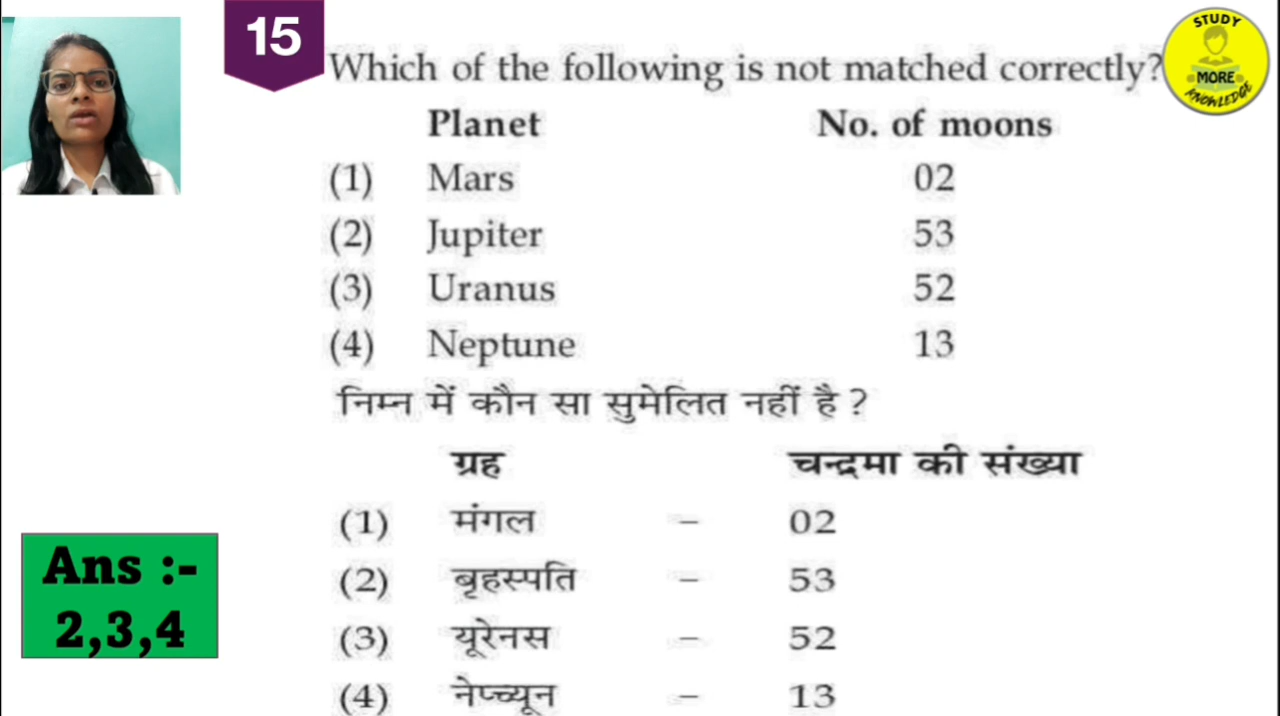 15
Which of the following is not matched correctly?
Planet No. of moons
(1) Mars 02
(2) Jupiter 53
(3) Uranus 52
(4) Neptune 13
निम्न में कौन सा सुमेलित नहीं है ?
ग्रह चन्द्रमा की संख्या
(1) मंगल – 02
(2) बृहस्पति – 53
(3) यूरेनस – 52
(4) नेप्च्यून – 13
Ans :-
2,3,4
STUDY
MORE
KNOWLEDGE